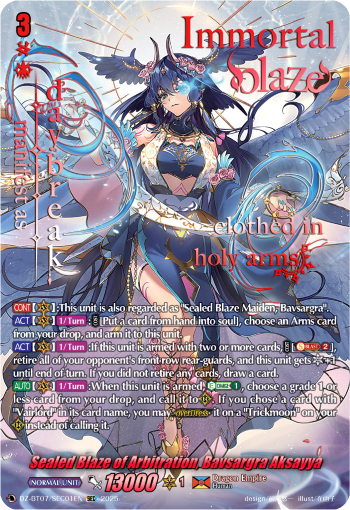 3
Immortal
blaze
daybreak
manifest as
clothed in
holy arms
CONT【】:This unit is also regarded as "Sealed Blaze Maiden, Bavsargra".
ACT【】1/Turn:[Put a card from hand into soul], choose an Arms card
from your drop, and arm it to this unit.
ACT【】1/Turn:If this unit is armed with two or more cards, [ 2],
retire all of your opponent's front row rear-guards, and this unit gets +1
until end of turn. If you did not retire any cards, draw a card.
AUTO【】1/Turn:When this unit is armed, 1, choose a grade 1 or
less card from your drop, and call it to . If you chose a card with
"Vairlord" in its card name, you may overDress it on a "Trickmoon" on your
instead of calling it.
Sealed Blaze of Arbitration, Bavsargra Aksayya
NORMAL UNIT
13000
1
Dragon Empire
Human
DZ-BT07/SEC01EN
2025
design